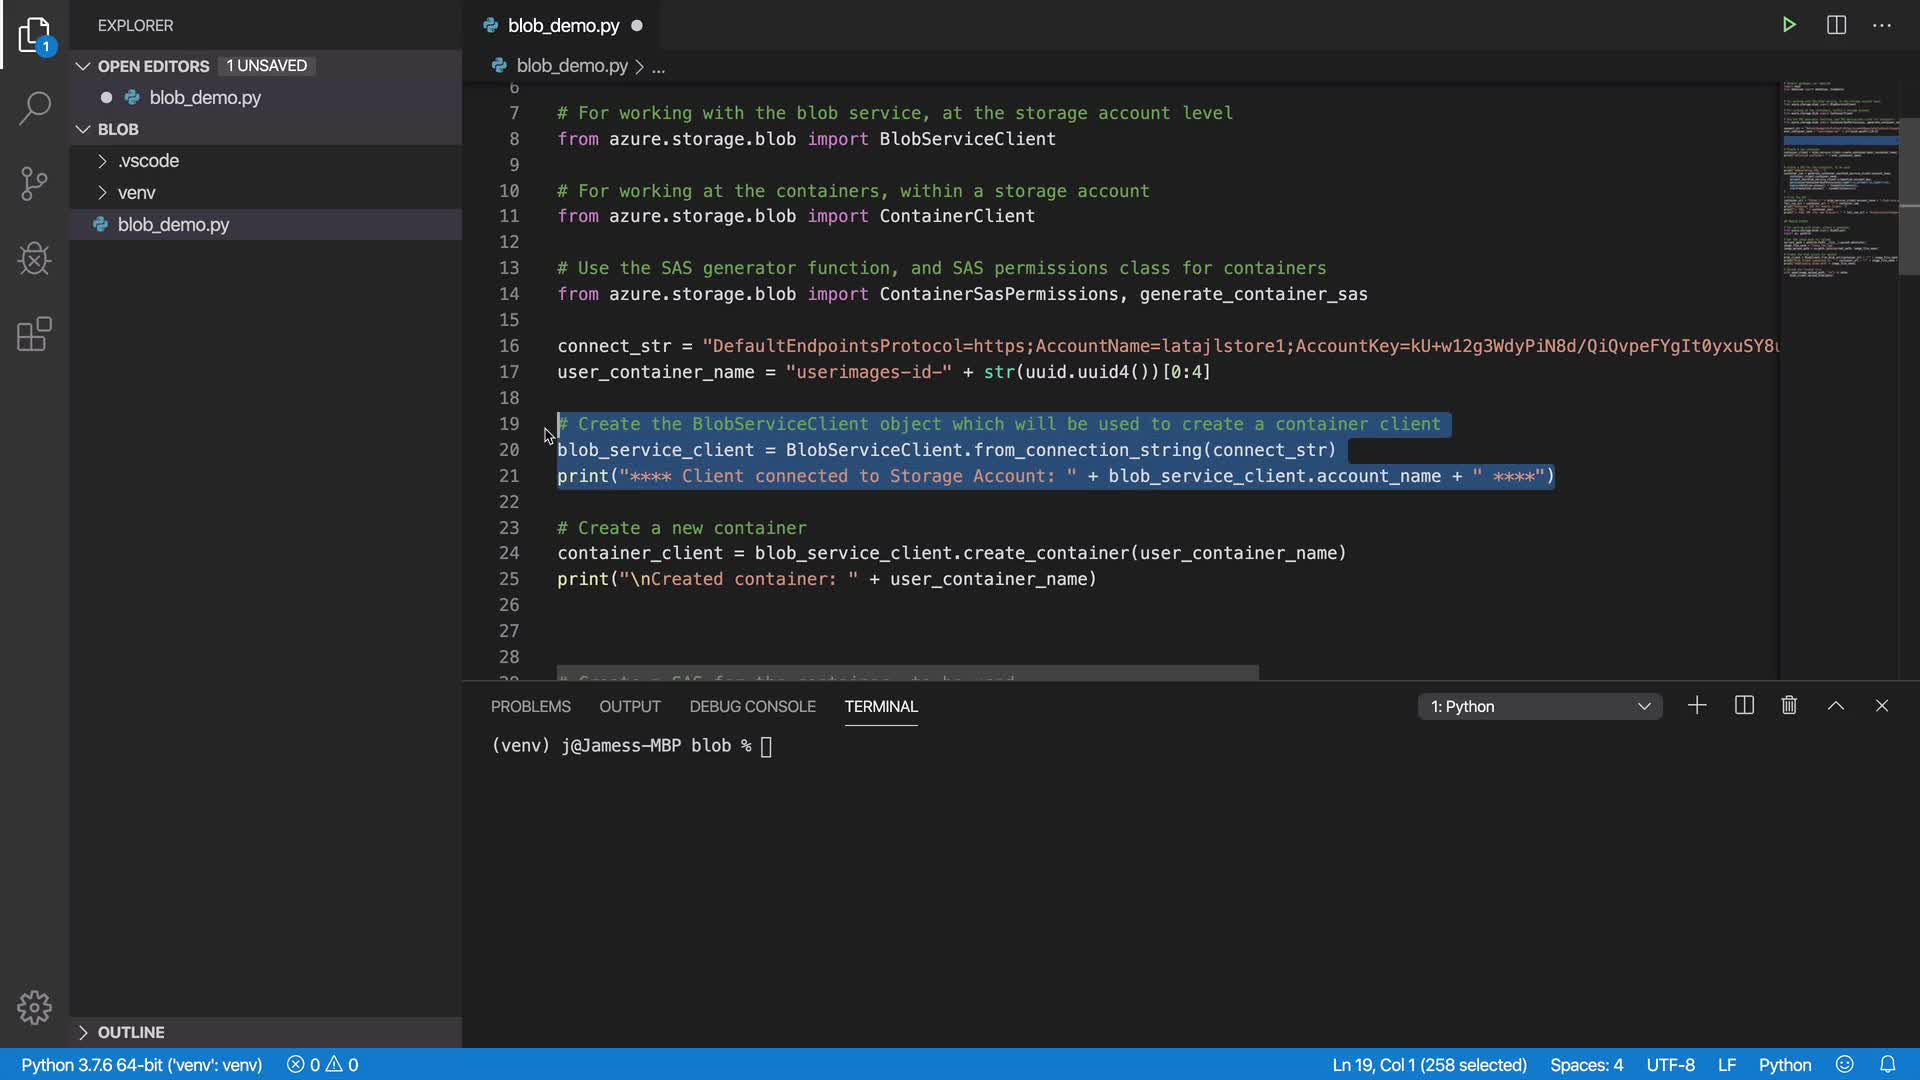 EXPLORER
blob_demo.py
1
OPEN EDITORS 1 UNSAVED
blob_demo.py > ...
blob_demo.py
BLOB
.vscode
venv
blob_demo.py
6
7 # For working with the blob service, at the storage account level
8 from azure.storage.blob import BlobServiceClient
9
10 # For working at the containers, within a storage account
11 from azure.storage.blob import ContainerClient
12
13 # Use the SAS generator function, and SAS permissions class for containers
14 from azure.storage.blob import ContainerSasPermissions, generate_container_sas
15
16 connect_str = "DefaultEndpointsProtocol=https;AccountName=latajlstore1;AccountKey=kU+w12g3WdyPiN8d/QiQvpeFYgIt0yxuSY8
17 user_container_name = "userimages-id-" + str(uuid.uuid4())[0:4]
18
19 # Create the BlobServiceClient object which will be used to create a container client
20 blob_service_client = BlobServiceClient.from_connection_string(connect_str)
21 print("**** Client connected to Storage Account: " + blob_service_client.account_name + " ****")
22
23 # Create a new container
24 container_client = blob_service_client.create_container(user_container_name)
25 print("\nCreated container: " + user_container_name)
26
27
28
PROBLEMS OUTPUT DEBUG CONSOLE TERMINAL 1: Python
(venv) j@Jamess-MBP blob %
OUTLINE
Python 3.7.6 64-bit ('venv': venv) 0 0 Ln 19, Col 1 (258 selected) Spaces: 4 UTF-8 LF Python